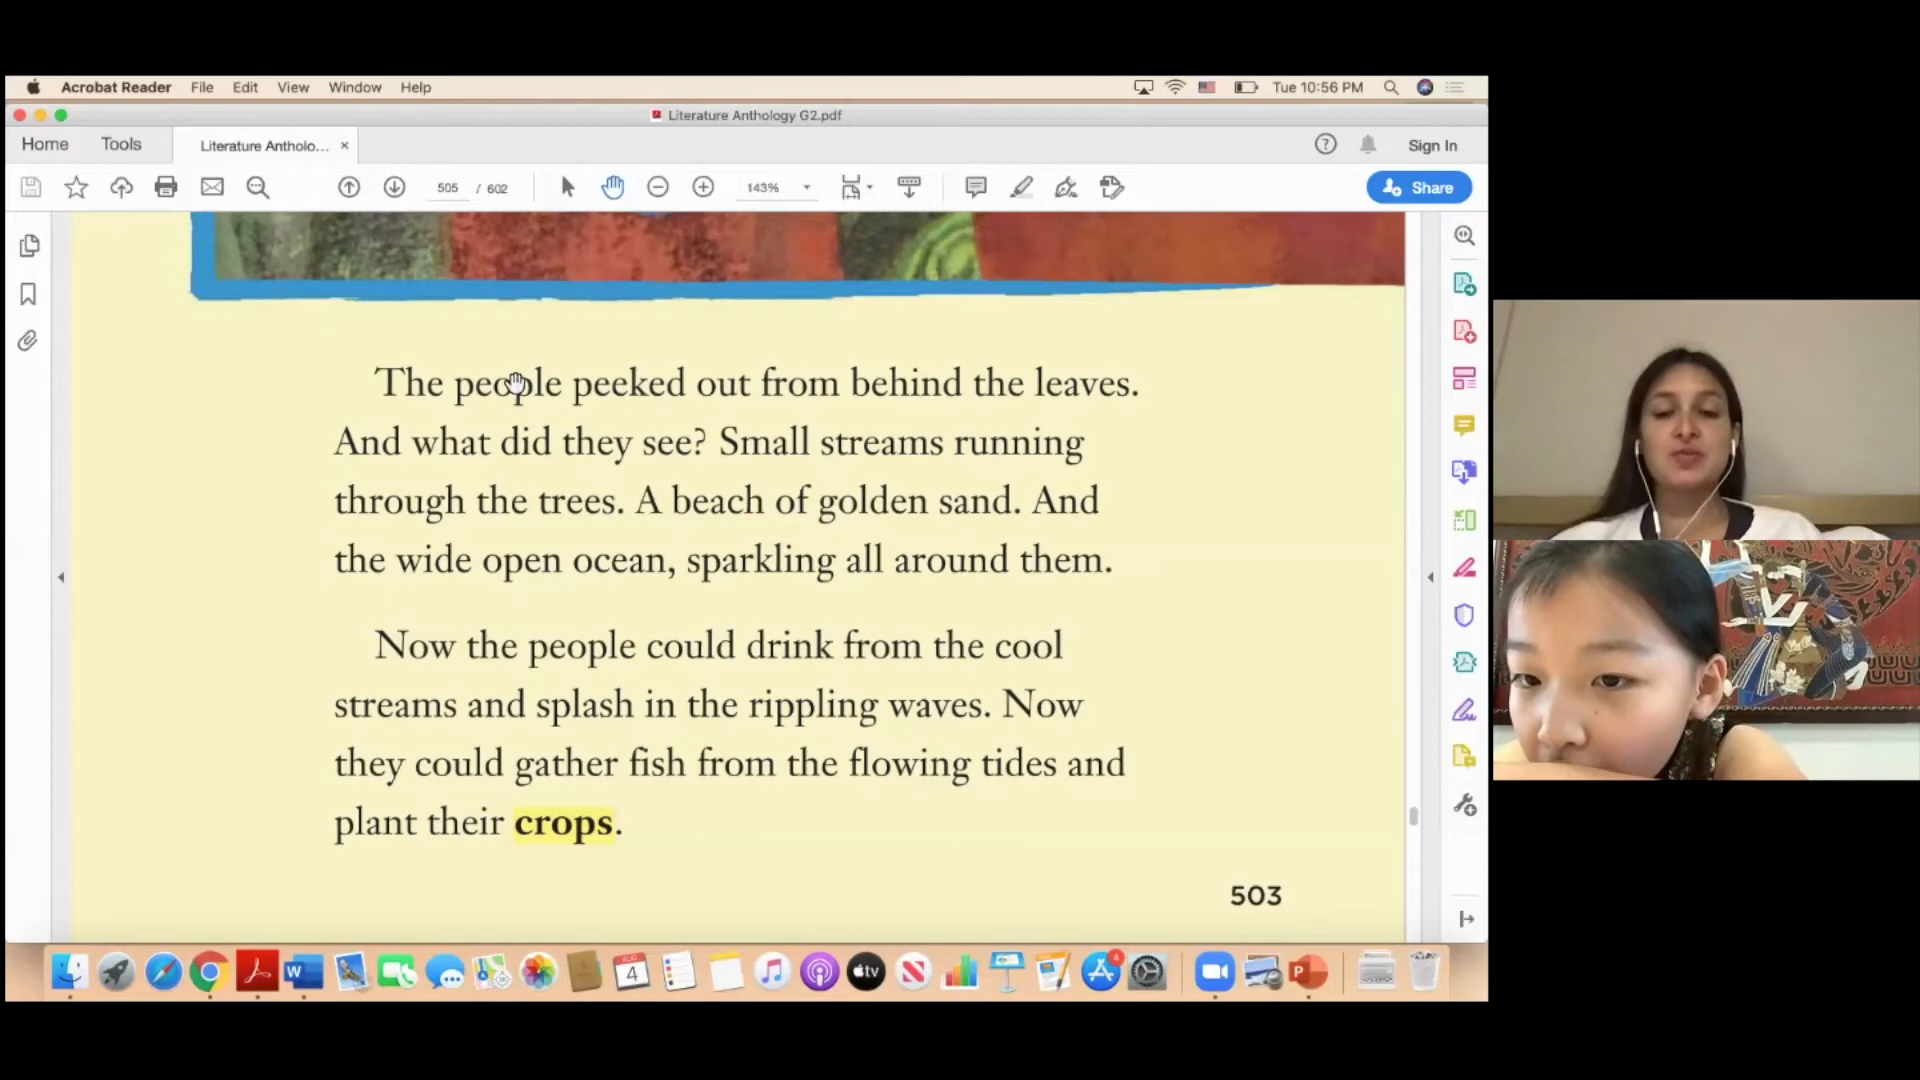 Acrobat Reader File Edit View Window Help Tue 10:56 PM
Literature Anthology G2.pdf
Home Tools Literature Antholo... × Sign In
505 / 602 143% Share
The people peeked out from behind the leaves.
And what did they see? Small streams running
through the trees. A beach of golden sand. And
the wide open ocean, sparkling all around them.
Now the people could drink from the cool
streams and splash in the rippling waves. Now
they could gather fish from the flowing tides and
plant their crops.
503
AUG
4
tv
W
P
4